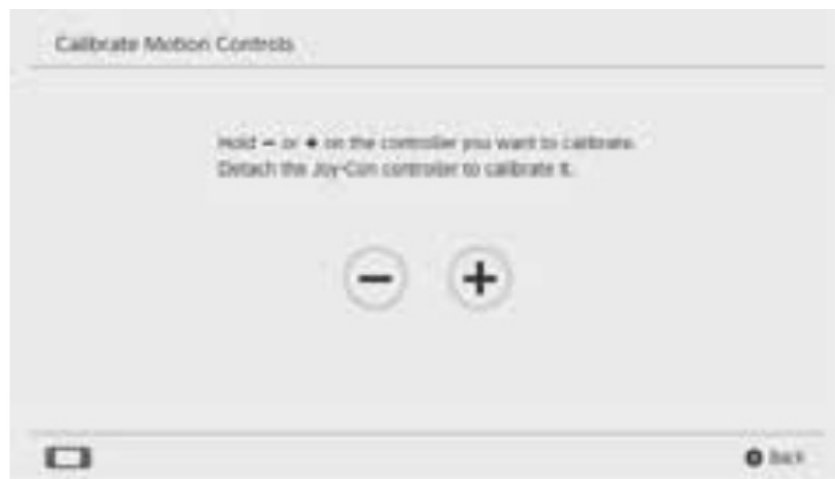 Calibrate Motion Controls
Hold − or + on the controller you want to calibrate.
Detach the Joy-Con controller to calibrate it.
Back